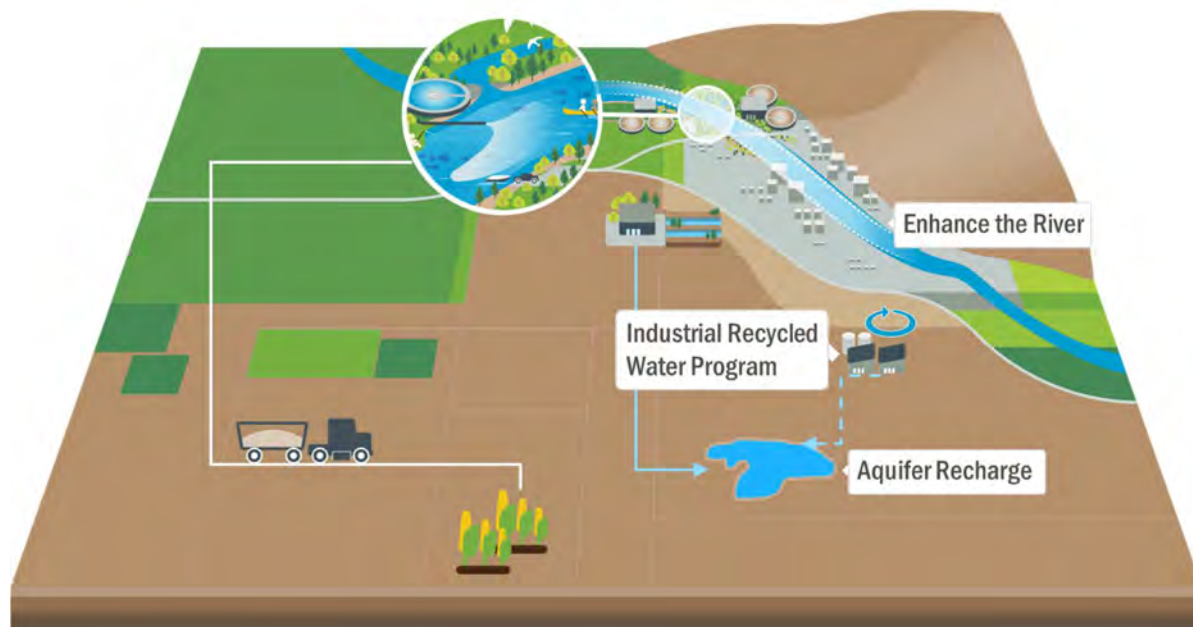 Enhance the River
Industrial Recycled
Water Program
Aquifer Recharge